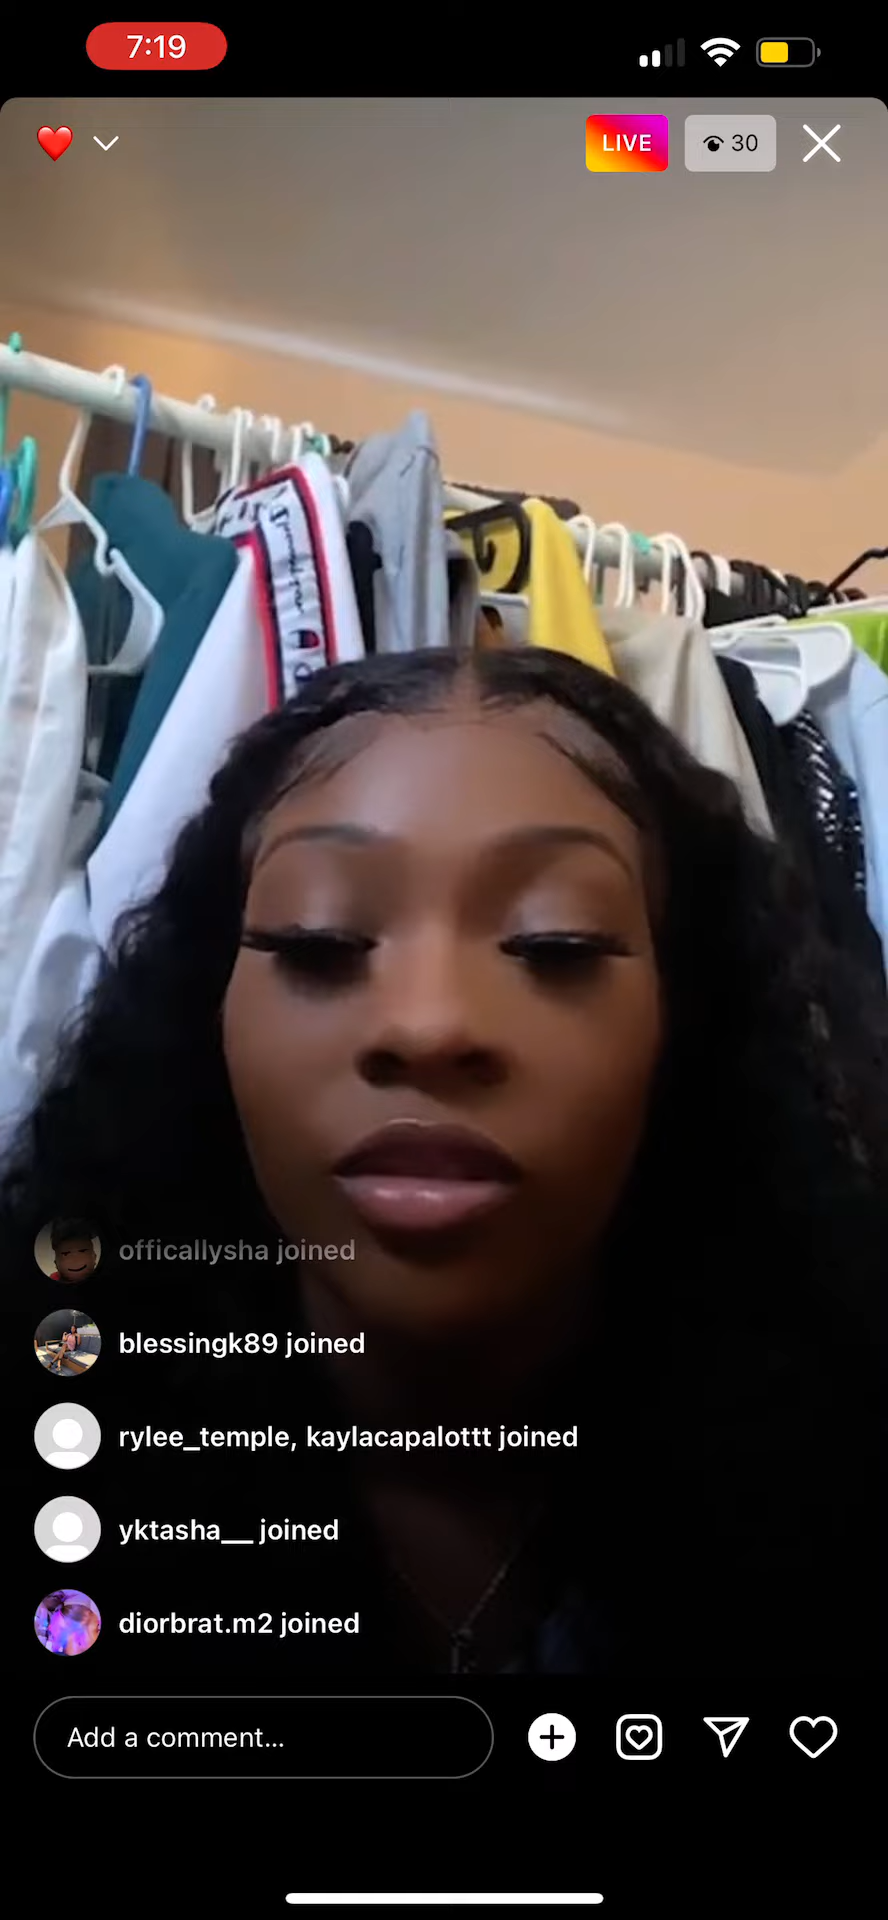 7:19
LIVE
30
officallysha joined
blessingk89 joined
rylee_temple, kaylacapalottt joined
yktasha__ joined
diorbrat.m2 joined
Add a comment...